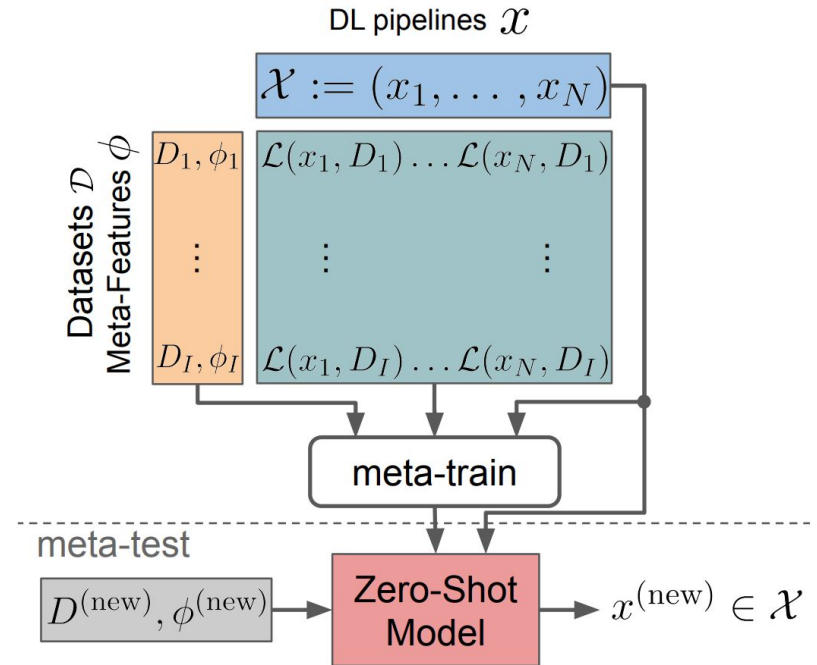 DL pipelines x
𝒳 := (x₁, . . . , x_N)
Datasets 𝒟
Meta-Features ϕ
D₁, ϕ₁
ℒ(x₁, D₁) . . . ℒ(x_N, D₁)
⋮ ⋮ ⋮
D_I, ϕ_I
ℒ(x₁, D_I) . . . ℒ(x_N, D_I)
meta-train
meta-test
D⁽ⁿᵉʷ⁾, ϕ⁽ⁿᵉʷ⁾
Zero-Shot
Model
x⁽ⁿᵉʷ⁾ ∈ 𝒳